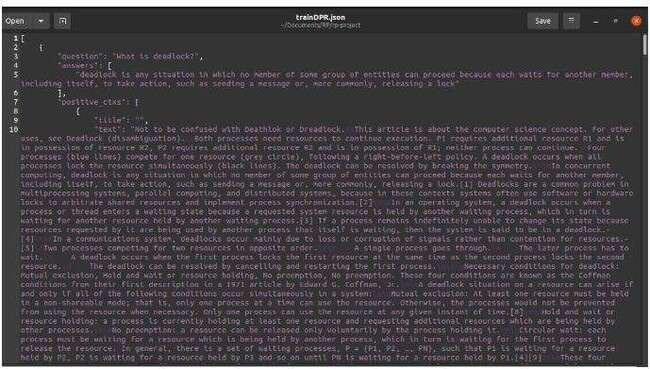 Open
trainDPR.json
~/Documents/RP/rp-project
Save
1 [
2 {
3 "question": "What is deadlock?",
4 "answers": [
5 "deadlock is any situation in which no member of some group of entities can proceed because each waits for another member,
including itself, to take action, such as sending a message or, more commonly, releasing a lock"
6 ],
7 "positive_ctxs": [
8 {
9 "title": "",
10 "text": "Not to be confused with Deathlok or Dreadlock. This article is about the computer science concept. For other
uses, see Deadlock (disambiguation). Both processes need resources to continue execution. P1 requires additional resource R1 and is
in possession of resource R2, P2 requires additional resource R2 and is in possession of R1; neither process can continue. Four
processes (blue lines) compete for one resource (grey circle), following a right-before-left policy. A deadlock occurs when all
processes lock the resource simultaneously (black lines). The deadlock can be resolved by breaking the symmetry. In concurrent
computing, deadlock is any situation in which no member of some group of entities can proceed because each waits for another member,
including itself, to take action, such as sending a message or, more commonly, releasing a lock.[1] Deadlocks are a common problem in
multiprocessing systems, parallel computing, and distributed systems, because in these contexts systems often use software or hardware
locks to arbitrate shared resources and implement process synchronization.[2] In an operating system, a deadlock occurs when a
process or thread enters a waiting state because a requested system resource is held by another waiting process, which in turn is
waiting for another resource held by another waiting process.[3] If a process remains indefinitely unable to change its state because
resources requested by it are being used by another process that itself is waiting, then the system is said to be in a deadlock.
[4] In a communications system, deadlocks occur mainly due to loss or corruption of signals rather than contention for resources.
[5] Two processes competing for two resources in opposite order. A single process goes through. The later process has to
wait. A deadlock occurs when the first process locks the first resource at the same time as the second process locks the second
resource. The deadlock can be resolved by cancelling and restarting the first process. Necessary conditions for deadlock:
Mutual exclusion, Hold and wait or resource holding, No preemption, No preemption. These four conditions are known as the Coffman
conditions from their first description in a 1971 article by Edward G. Coffman, Jr. A deadlock situation on a resource can arise if
and only if all of the following conditions occur simultaneously in a system: Mutual exclusion: At least one resource must be held
in a non shareable mode; that is, only one process at a time can use the resource. Otherwise, the processes would not be prevented
from using the resource when necessary. Only one process can use the resource at any given instant of time.[8] Hold and wait or
resource holding: a process is currently holding at least one resource and requesting additional resources which are being held by
other processes. No preemption: a resource can be released only voluntarily by the process holding it. Circular wait: each
process must be waiting for a resource which is being held by another process, which in turn is waiting for the first process to
release the resource. In general, there is a set of waiting processes, P = {P1, P2, …, PN}, such that P1 is waiting for a resource
held by P2, P2 is waiting for a resource held by P3 and so on until PN is waiting for a resource held by P1.[4][9] These four